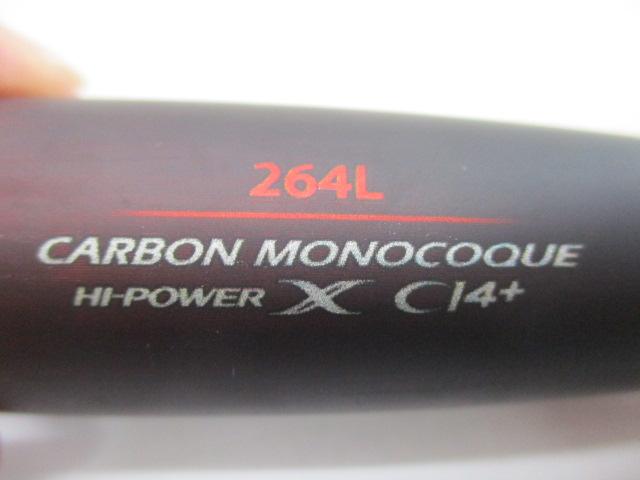 264L
CARBON MONOCOQUE
HI-POWER X CI4+